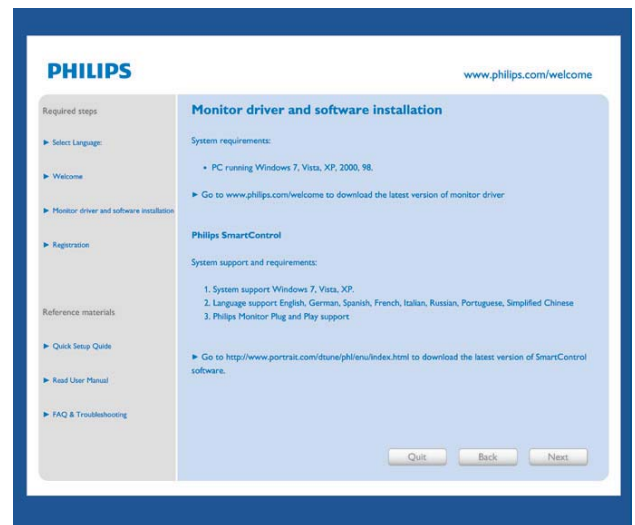 PHILIPS
www.philips.com/welcome
Required steps
► Select Language:
► Welcome
► Monitor driver and software installation
► Registration
Reference materials
► Quick Setup Quide
► Read User Manual
► FAQ & Troubleshooting
Monitor driver and software installation
System requirements:
• PC running Windows 7, Vista, XP, 2000, 98.
► Go to www.philips.com/welcome to download the latest version of monitor driver
Philips SmartControl
System support and requirements:
1. System support Windows 7, Vista, XP.
2. Language support English, German, Spanish, French, Italian, Russian, Portuguese, Simplified Chinese
3. Philips Monitor Plug and Play support
► Go to http://www.portrait.com/dtune/phl/enu/index.html to download the latest version of SmartControl
software.
Quit
Back
Next